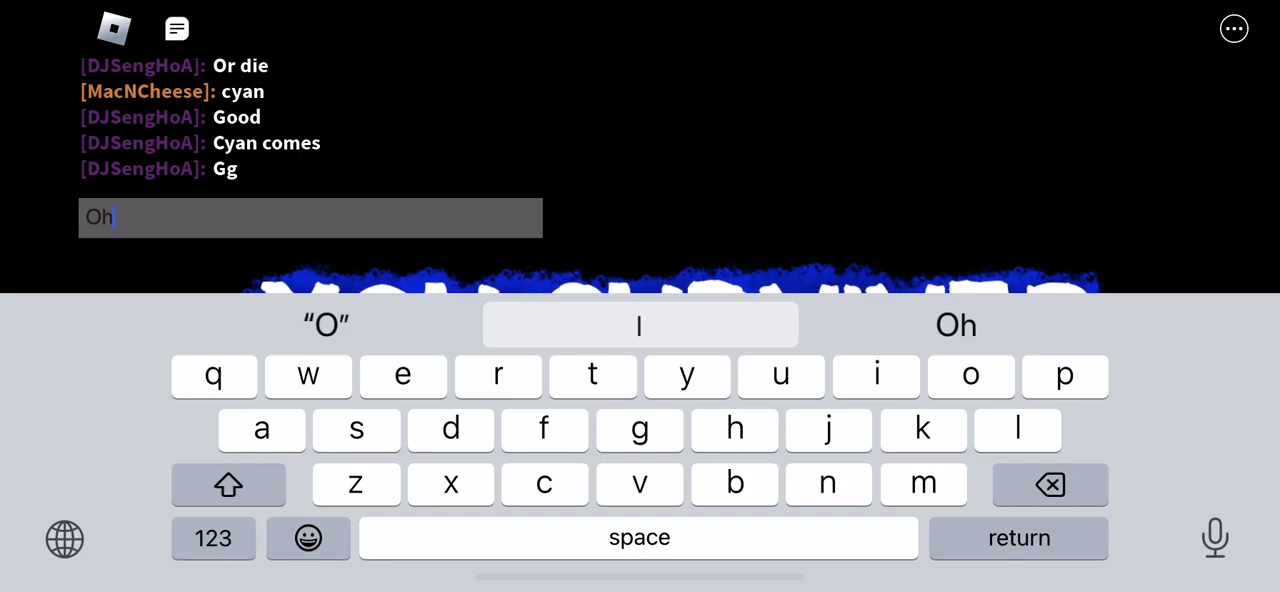 [DJSengHoA]: Or die
[MacNCheese]: cyan
[DJSengHoA]: Good
[DJSengHoA]: Cyan comes
[DJSengHoA]: Gg
Oh
“O” I Oh
q w e r t y u i o p
a s d f g h j k l
z x c v b n m
123 space return